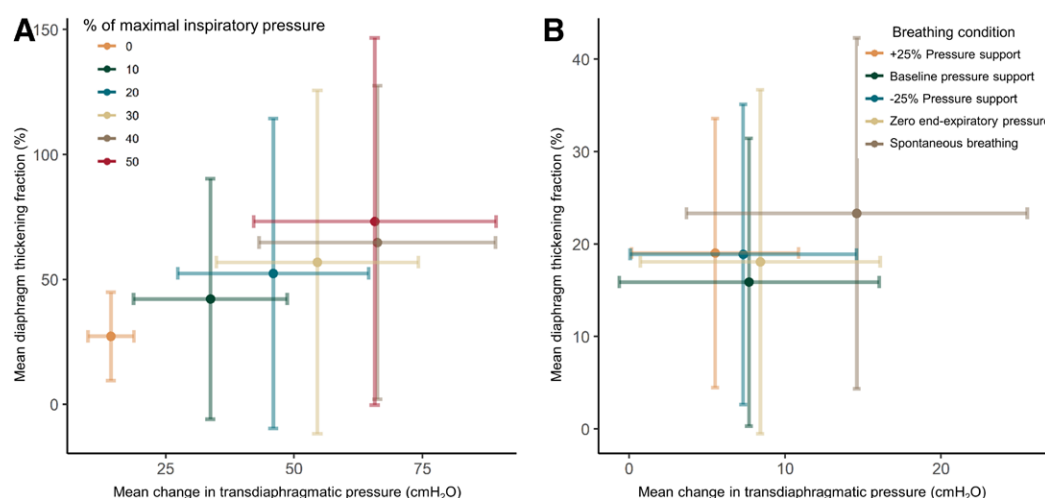 A
% of maximal inspiratory pressure
0
10
20
30
40
50
150
100
50
0
Mean diaphragm thickening fraction (%)
25
50
75
Mean change in transdiaphragmatic pressure (cmH₂O)
B
Breathing condition
+25% Pressure support
Baseline pressure support
-25% Pressure support
Zero end-expiratory pressure
Spontaneous breathing
40
30
20
10
0
Mean diaphragm thickening fraction (%)
0
10
20
Mean change in transdiaphragmatic pressure (cmH₂O)